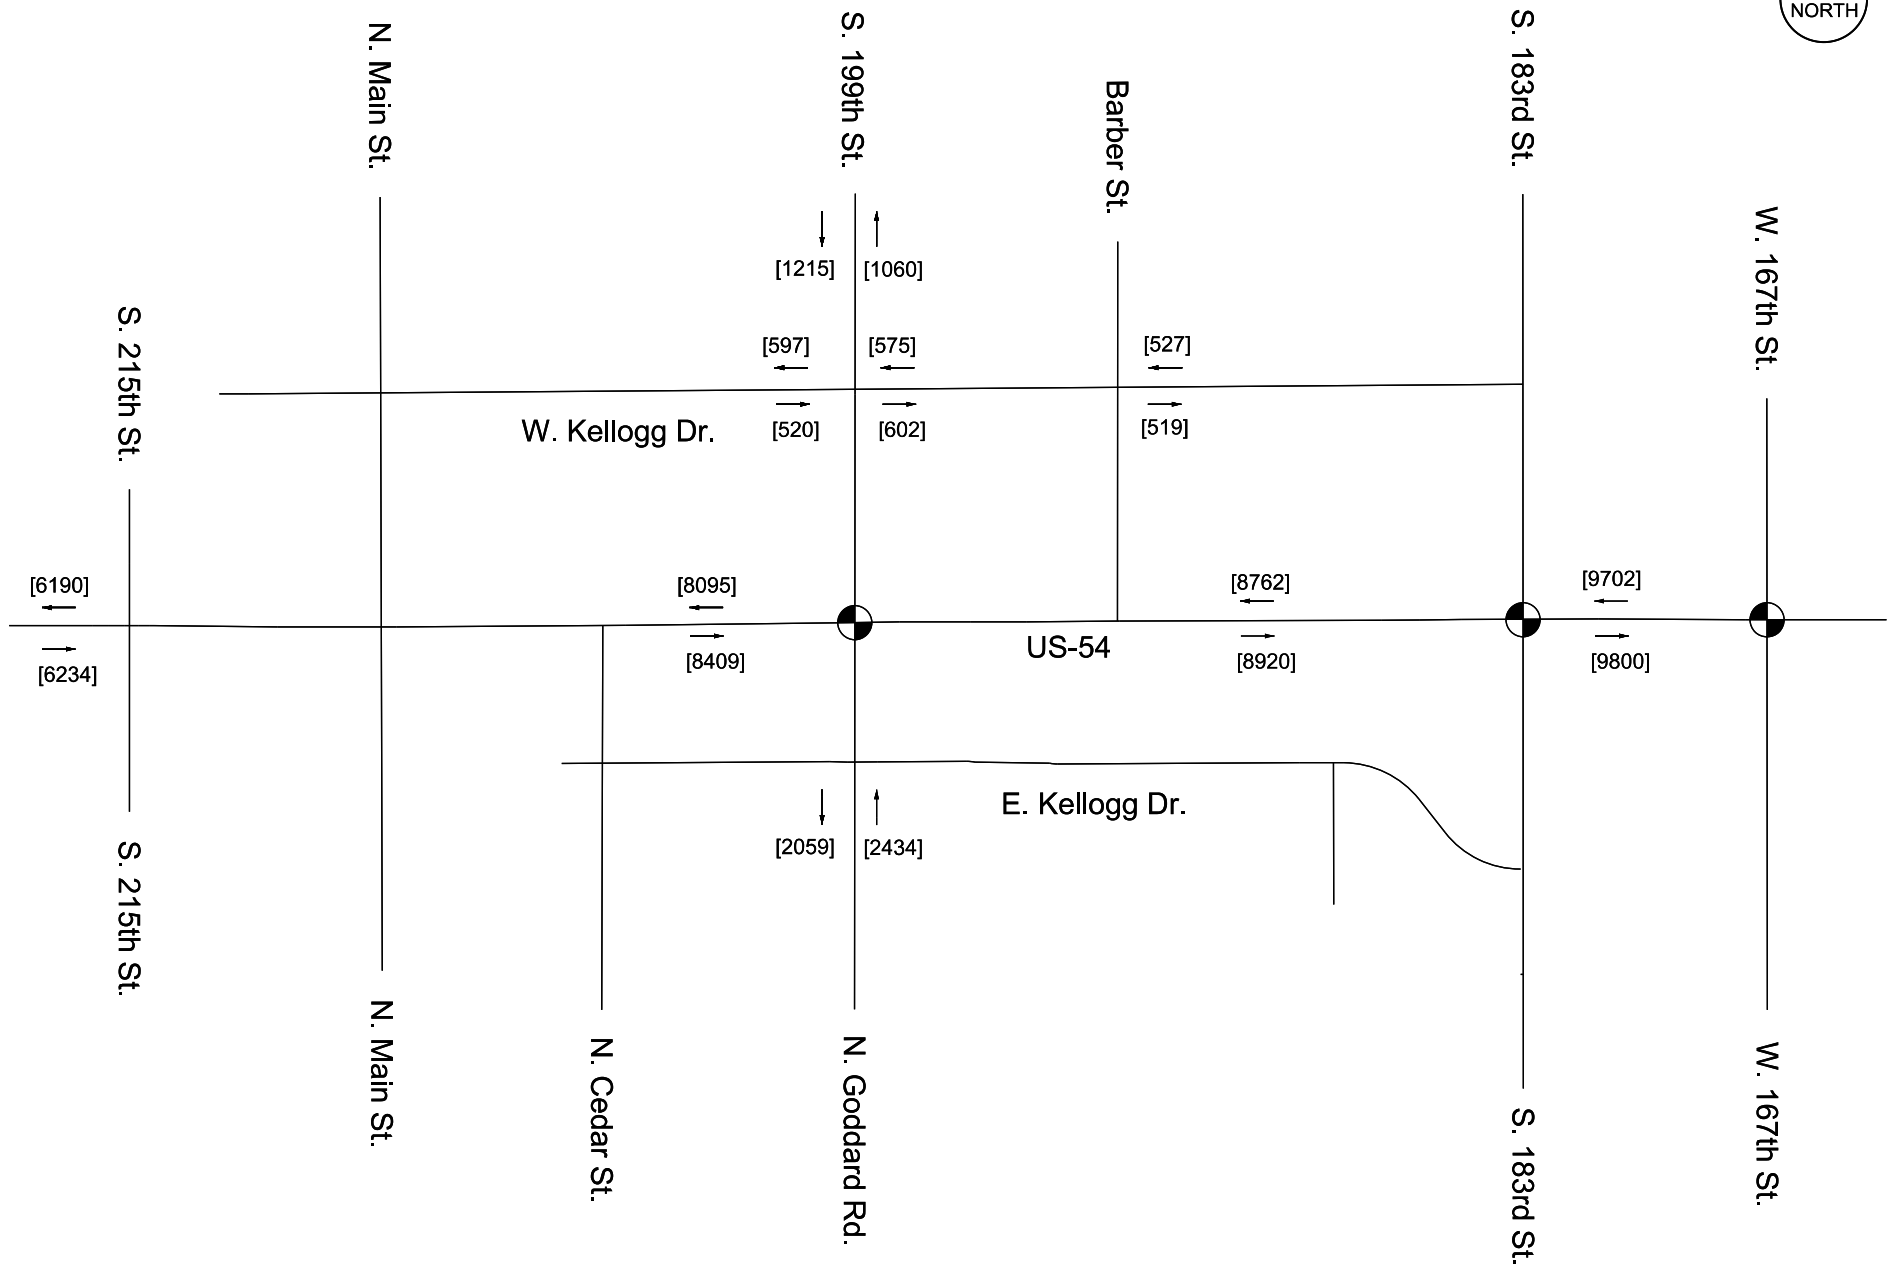 NORTH
N. Main St.
S. 199th St.
Barber St.
S. 183rd St.
W. 167th St.
S. 215th St.
[1215]
[1060]
[597]
[575]
[527]
[520]
[602]
[519]
W. Kellogg Dr.
[6190]
[8095]
[8762]
[9702]
[6234]
[8409]
US-54
[8920]
[9800]
E. Kellogg Dr.
[2059]
[2434]
S. 215th St.
N. Main St.
N. Cedar St.
N. Goddard Rd.
S. 183rd St.
W. 167th St.